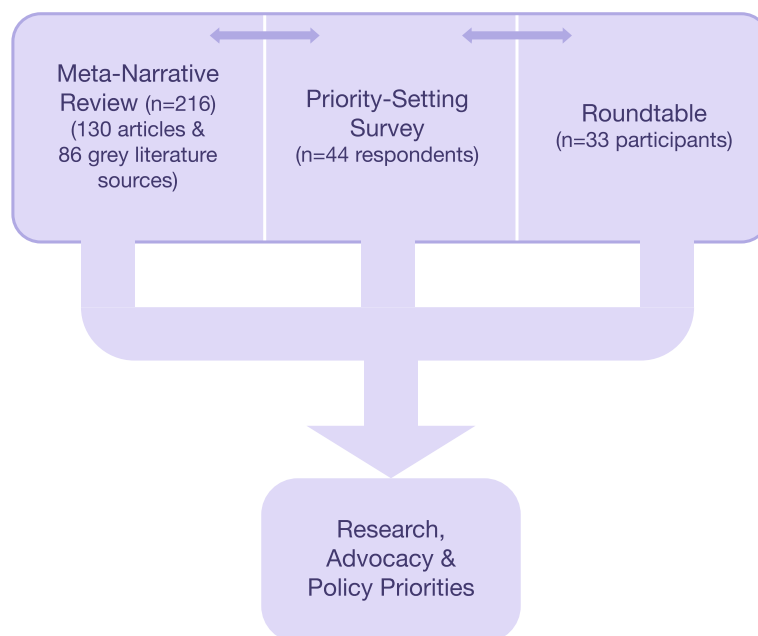 Meta-Narrative
Review (n=216)
(130 articles &
86 grey literature
sources)
Priority-Setting
Survey
(n=44 respondents)
Roundtable
(n=33 participants)
Research,
Advocacy &
Policy Priorities